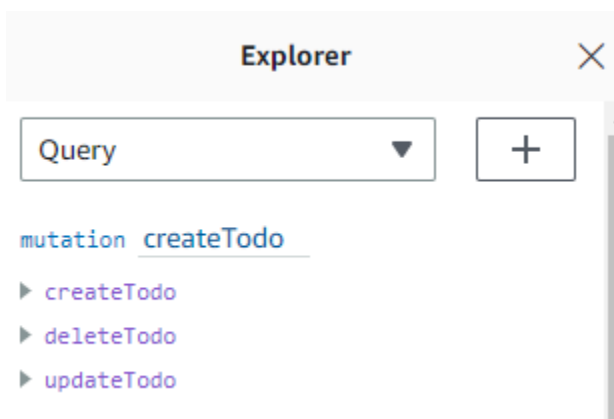 Explorer
Query
mutation createTodo
createTodo
deleteTodo
updateTodo